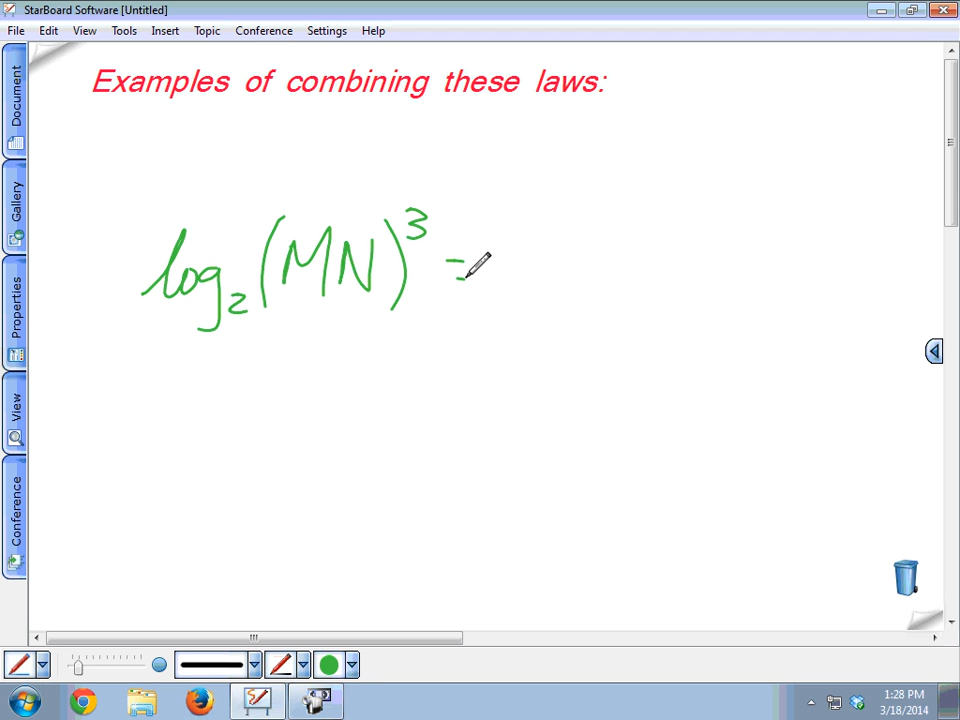 StarBoard Software [Untitled]
File Edit View Tools Insert Topic Conference Settings Help
Document
Gallery
Properties
View
Conference
Examples of combining these laws:
log₂(MN)³ =
1:28 PM
3/18/2014